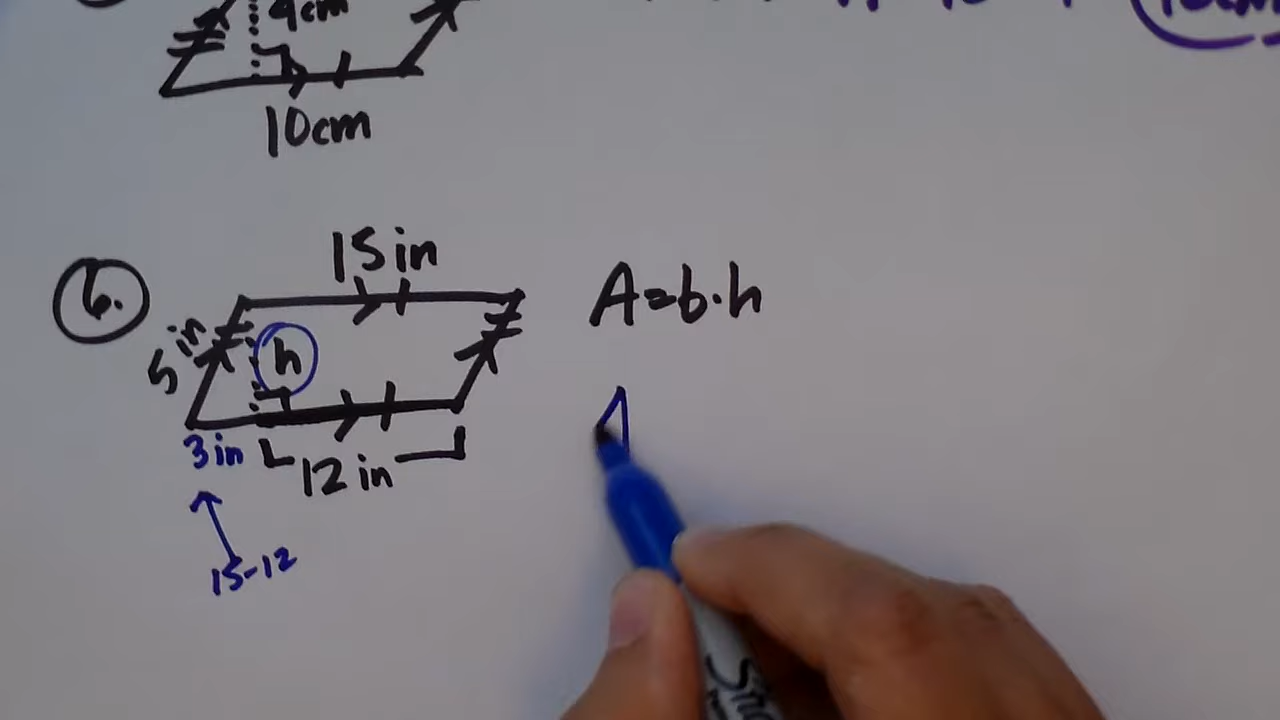 4cm
10cm
6.
15 in
A=b·h
5 in
h
3 in
12 in
15-12